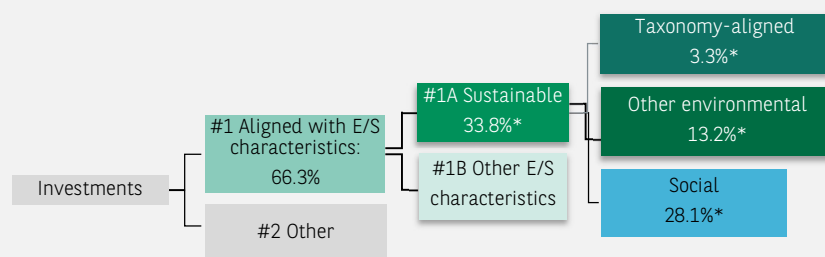 Investments
#1 Aligned with E/S
characteristics:
66.3%
#2 Other
#1A Sustainable
33.8%*
#1B Other E/S
characteristics
Taxonomy-aligned
3.3%*
Other environmental
13.2%*
Social
28.1%*